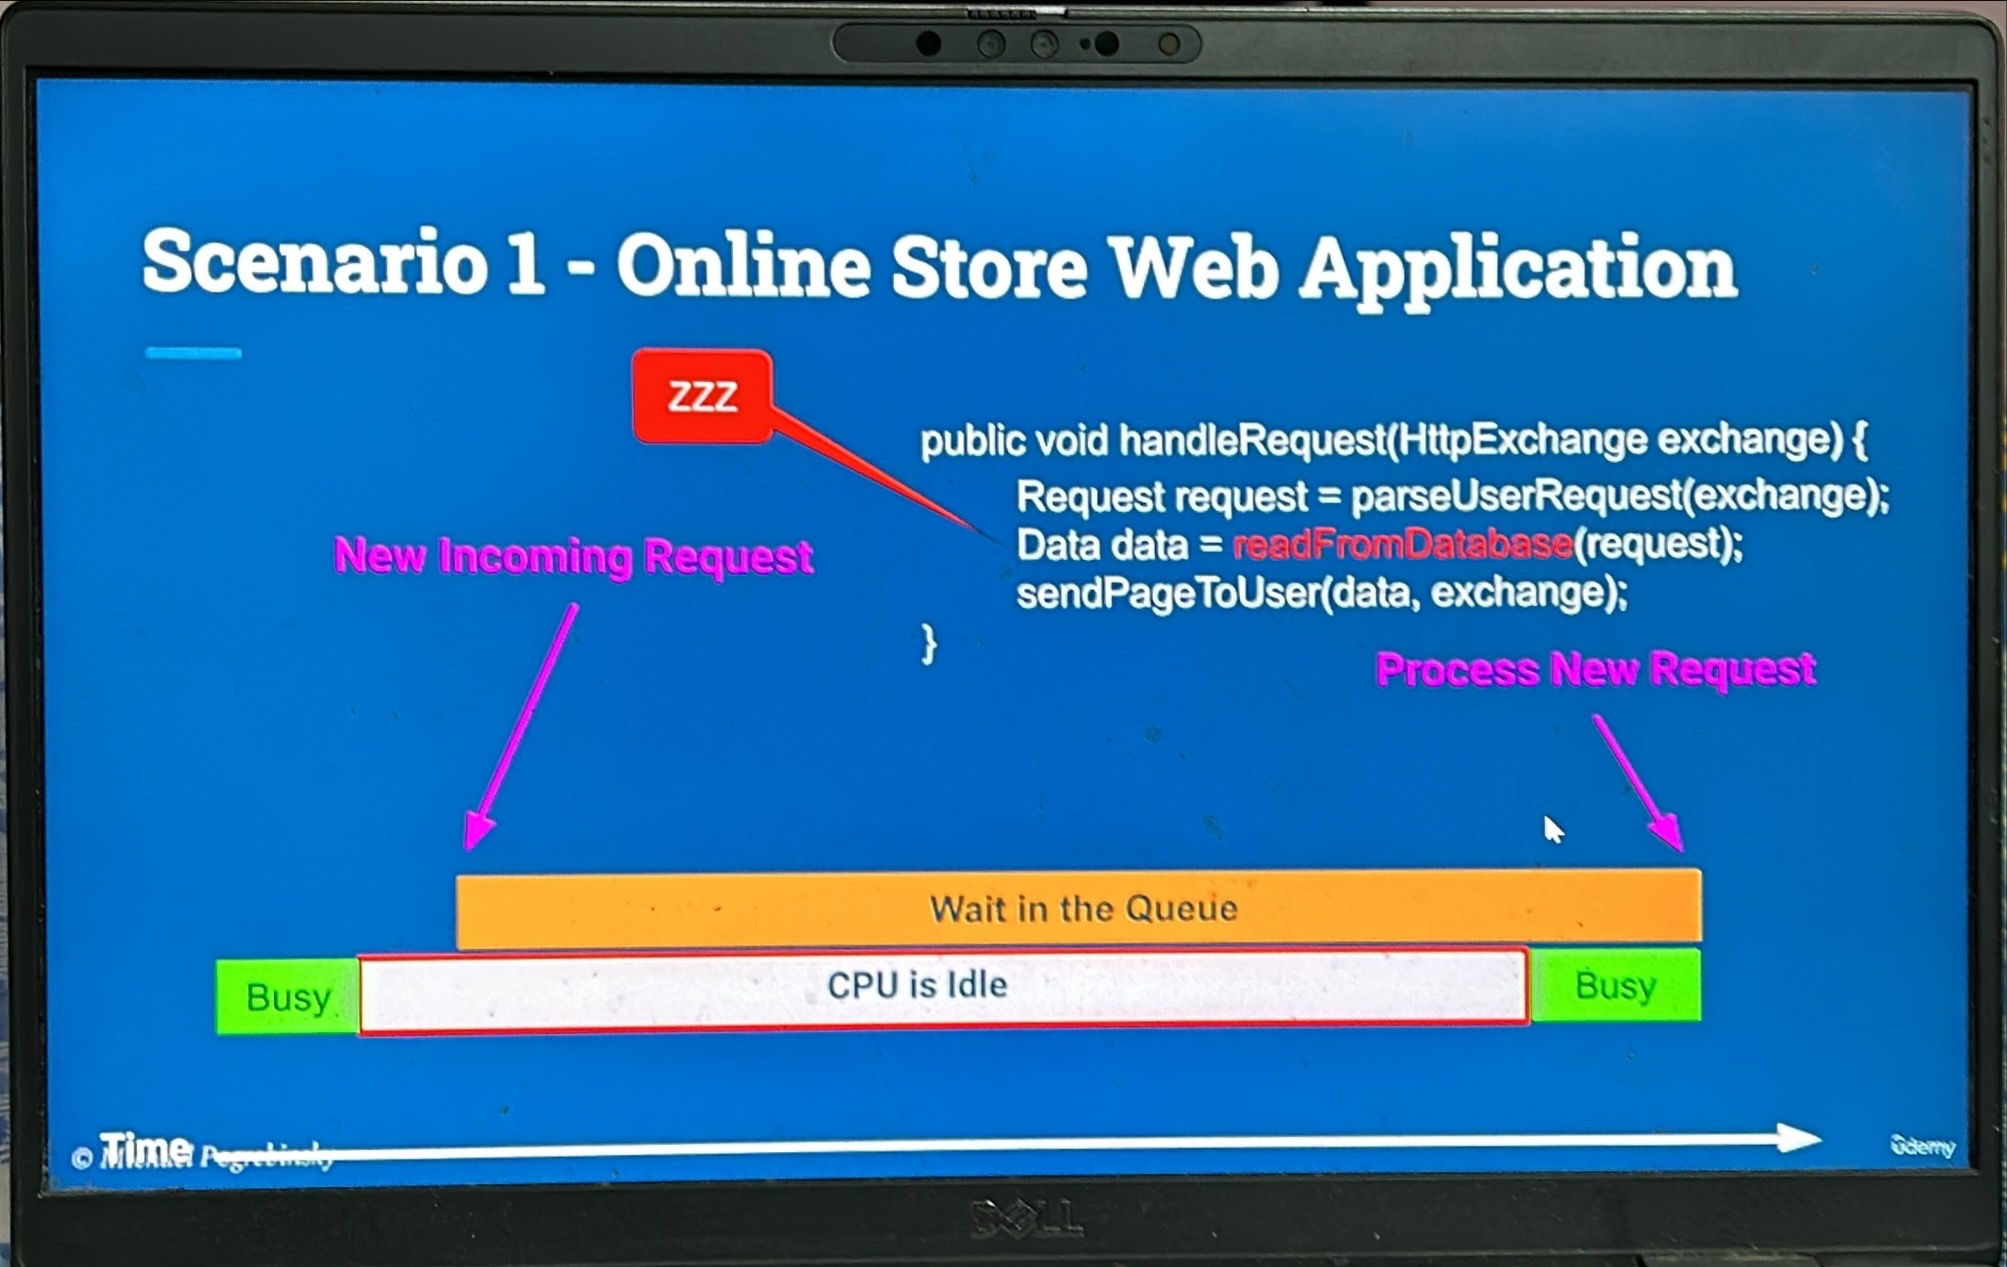 Scenario 1 - Online Store Web Application
zzz
public void handleRequest(HttpExchange exchange) {
Request request = parseUserRequest(exchange);
Data data = readFromDatabase(request);
sendPageToUser(data, exchange);
}
New Incoming Request
Process New Request
Wait in the Queue
Busy
CPU is Idle
Busy
Time
© Michael Pogrebinsky
ûdemy
DELL